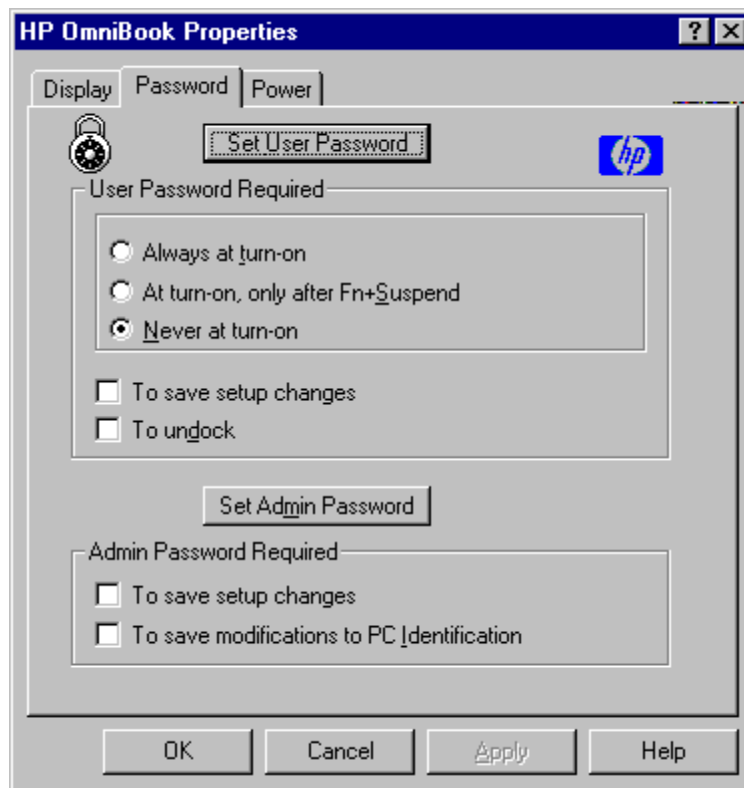 HP OmniBook Properties
Display Password Power
Set User Password
hp
User Password Required
Always at turn-on
At turn-on, only after Fn+Suspend
Never at turn-on
To save setup changes
To undock
Set Admin Password
Admin Password Required
To save setup changes
To save modifications to PC Identification
OK Cancel Apply Help